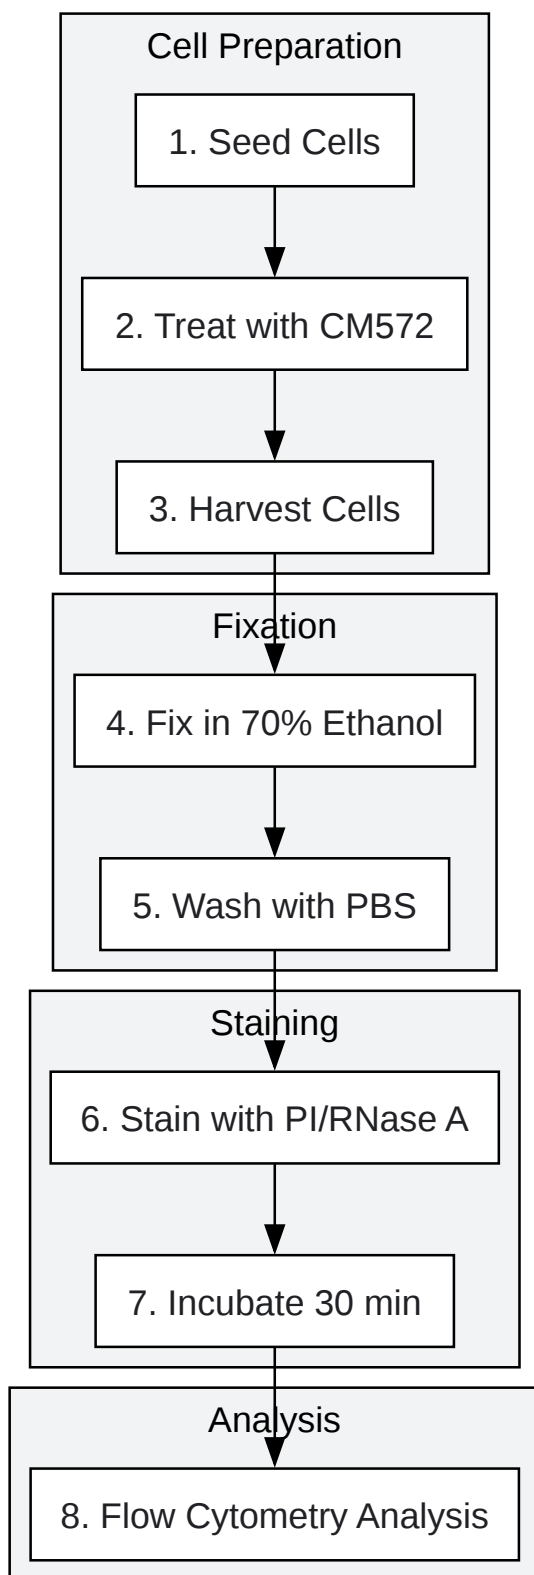 Cell Preparation
1. Seed Cells
2. Treat with CM572
3. Harvest Cells
Fixation
4. Fix in 70% Ethanol
5. Wash with PBS
Staining
6. Stain with PI/RNase A
7. Incubate 30 min
Analysis
8. Flow Cytometry Analysis